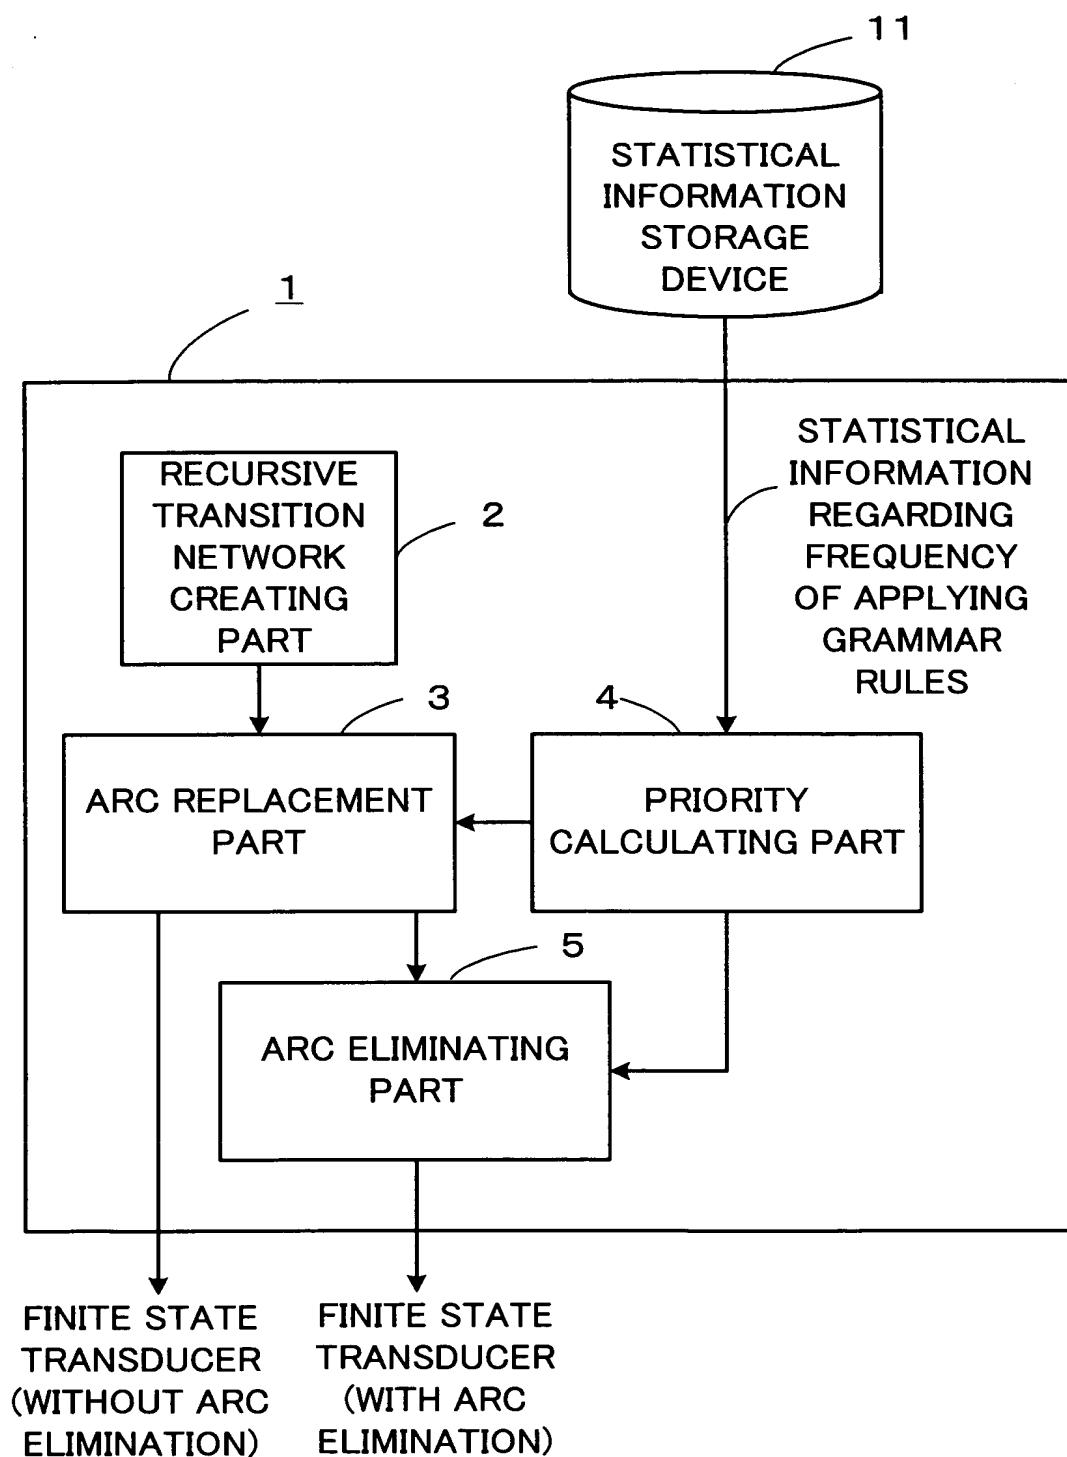 11
STATISTICAL
INFORMATION
STORAGE
DEVICE
1
STATISTICAL
INFORMATION
REGARDING
FREQUENCY
OF APPLYING
GRAMMAR
RULES
RECURSIVE
TRANSITION
NETWORK
CREATING
PART
2
3
ARC REPLACEMENT
PART
4
PRIORITY
CALCULATING PART
5
ARC ELIMINATING
PART
FINITE STATE
TRANSDUCER
(WITHOUT ARC
ELIMINATION)
FINITE STATE
TRANSDUCER
(WITH ARC
ELIMINATION)